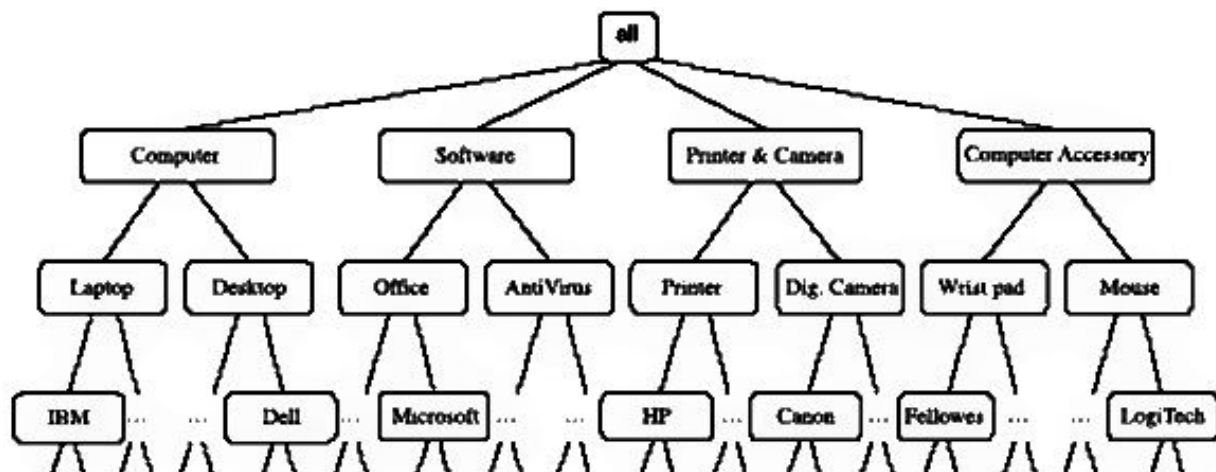 all
Computer
Software
Printer & Camera
Computer Accessory
Laptop
Desktop
Office
AntiVirus
Printer
Dig. Camera
Wrist pad
Mouse
IBM
...
...
Dell
...
Microsoft
...
...
HP
...
Canon
...
Fellowes
...
...
LogiTech